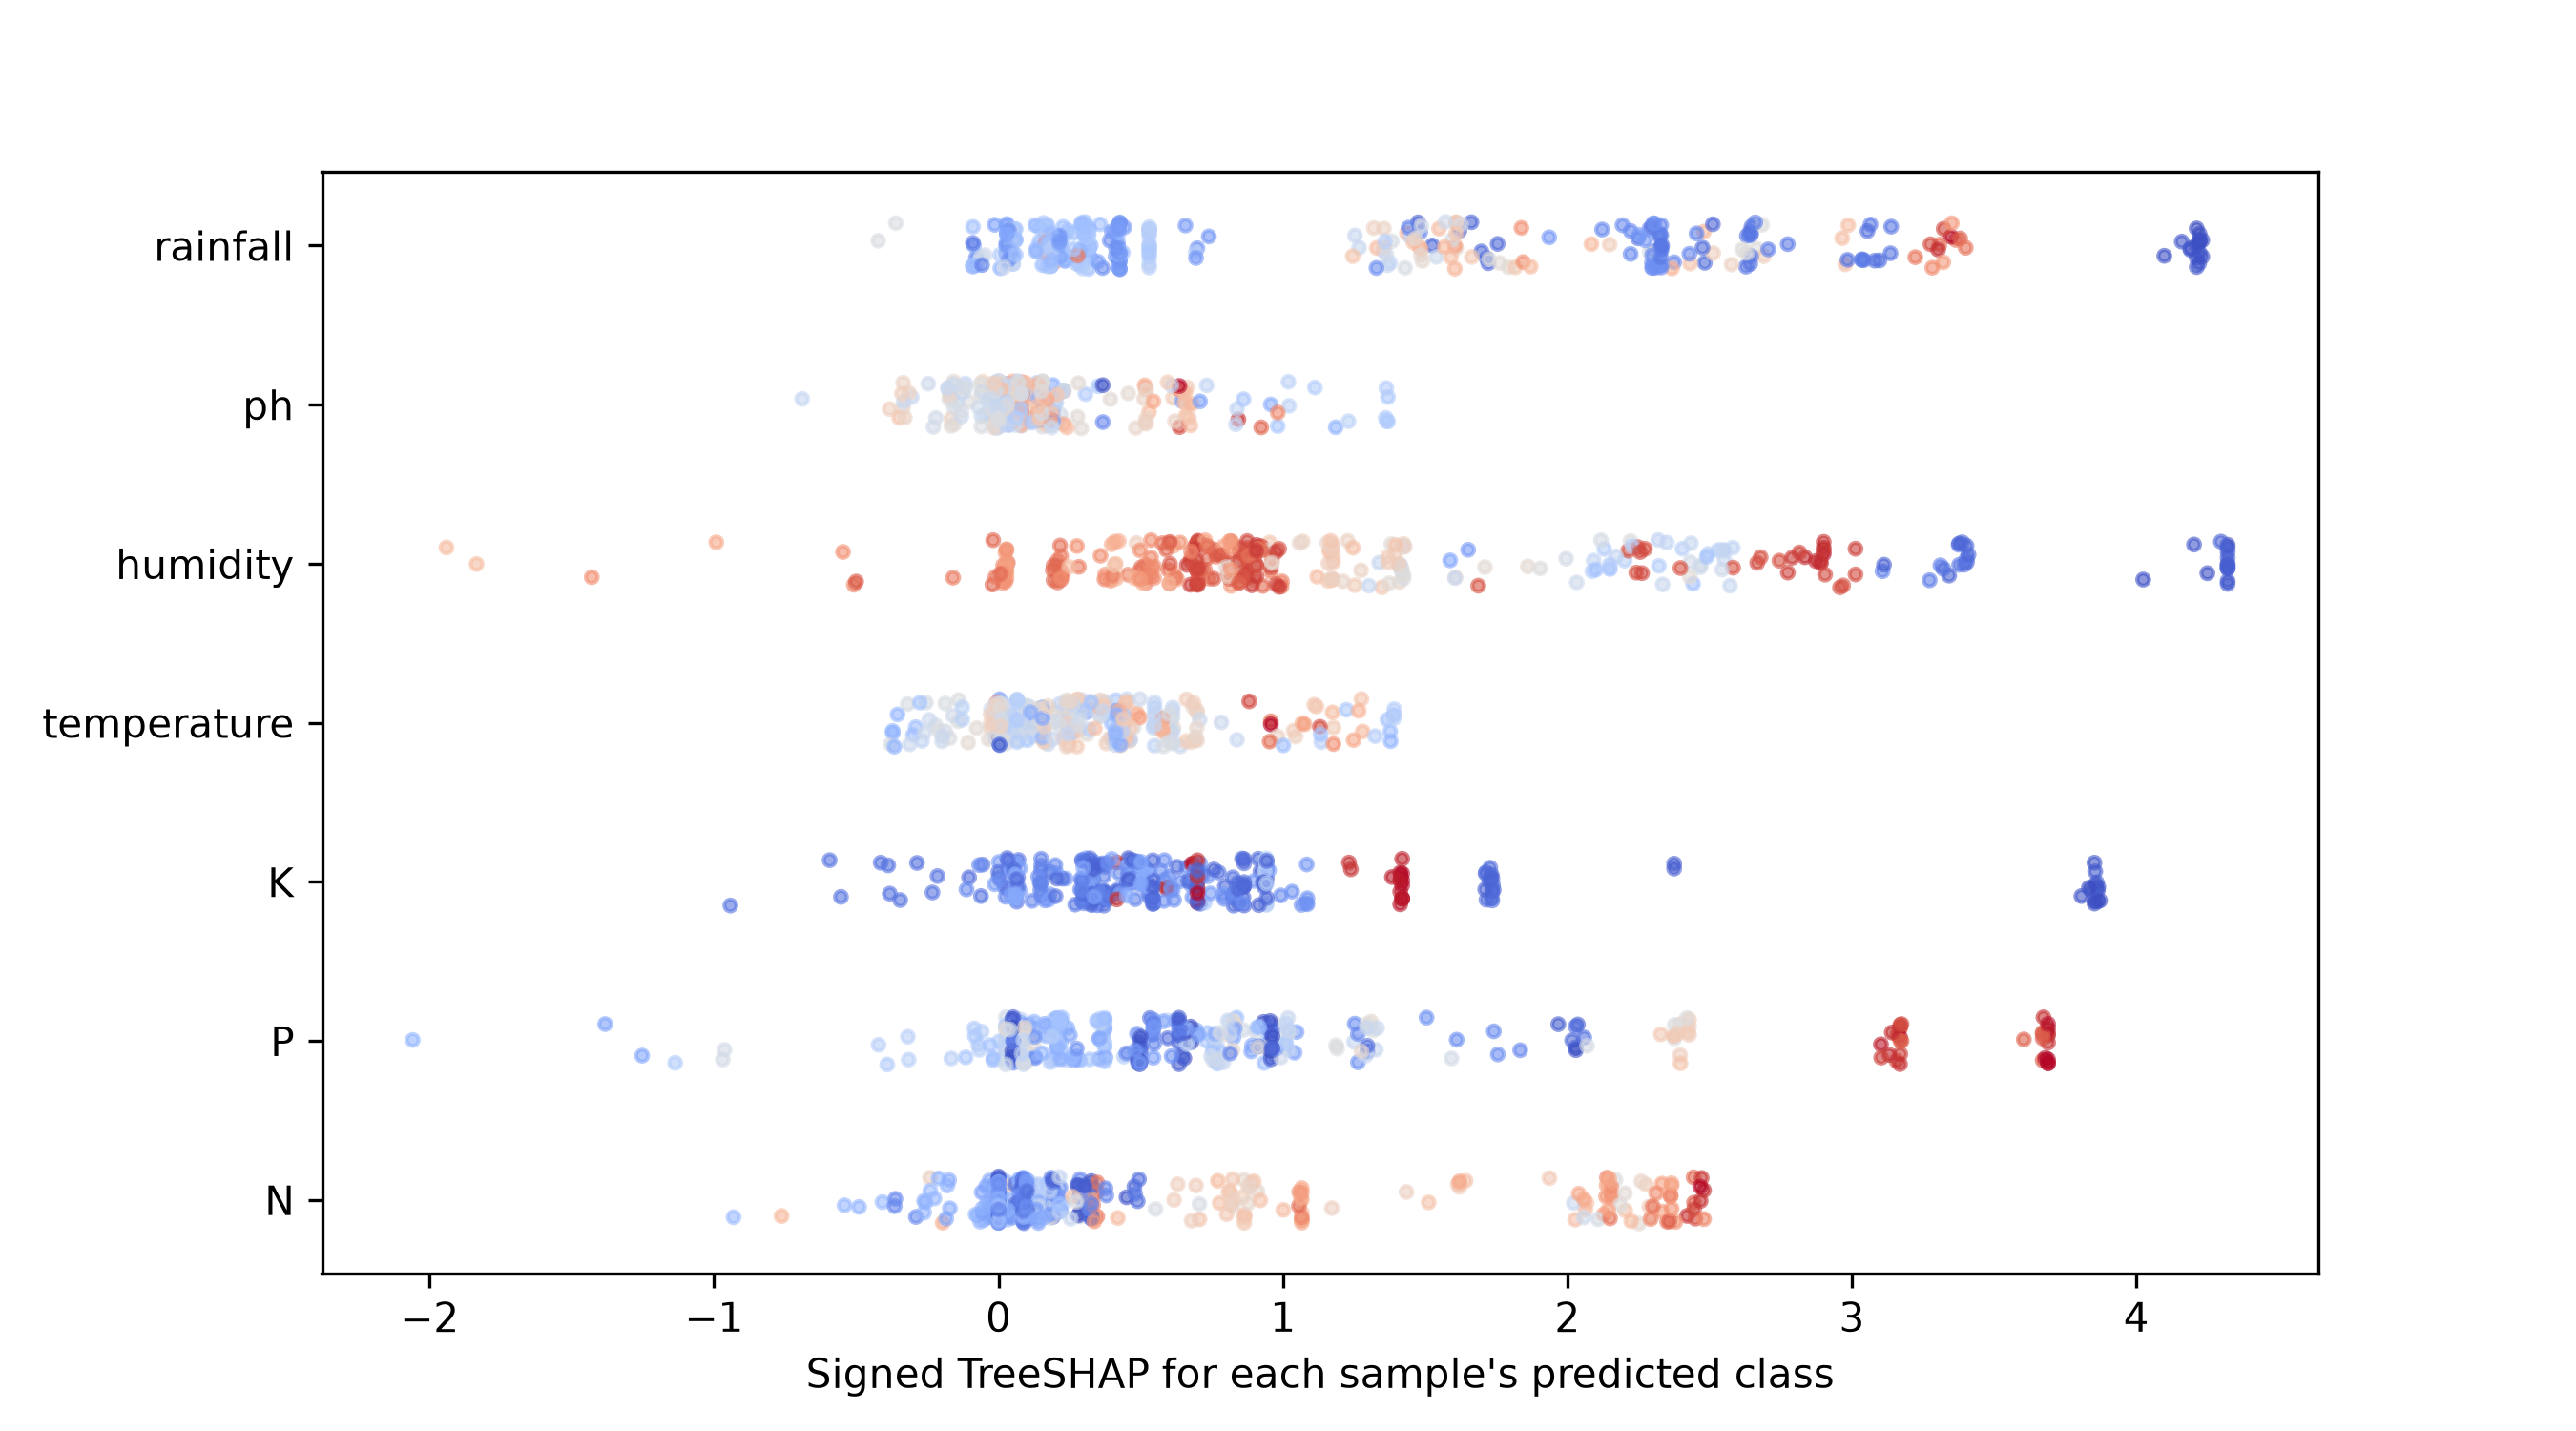 rainfall
ph
humidity
temperature
K
P
N
−2 −1 0 1 2 3 4
Signed TreeSHAP for each sample's predicted class